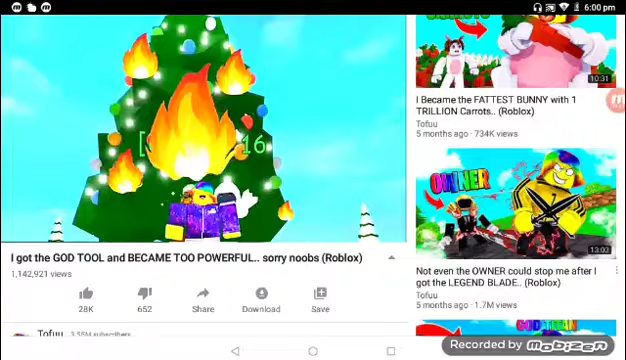 6:00 pm
[ 16
I got the GOD TOOL and BECAME TOO POWERFUL.. sorry noobs (Roblox)
1,142,921 views
28K
652
Share
Download
Save
Tofuu 3.55M subscribers
10:31
I Became the FATTEST BUNNY with 1
TRILLION Carrots.. (Roblox)
Tofuu
5 months ago · 734K views
OWNER
13:03
Not even the OWNER could stop me after I
got the LEGEND BLADE.. (Roblox)
Tofuu
5 months ago · 1.7M views
Recorded by
mobizen